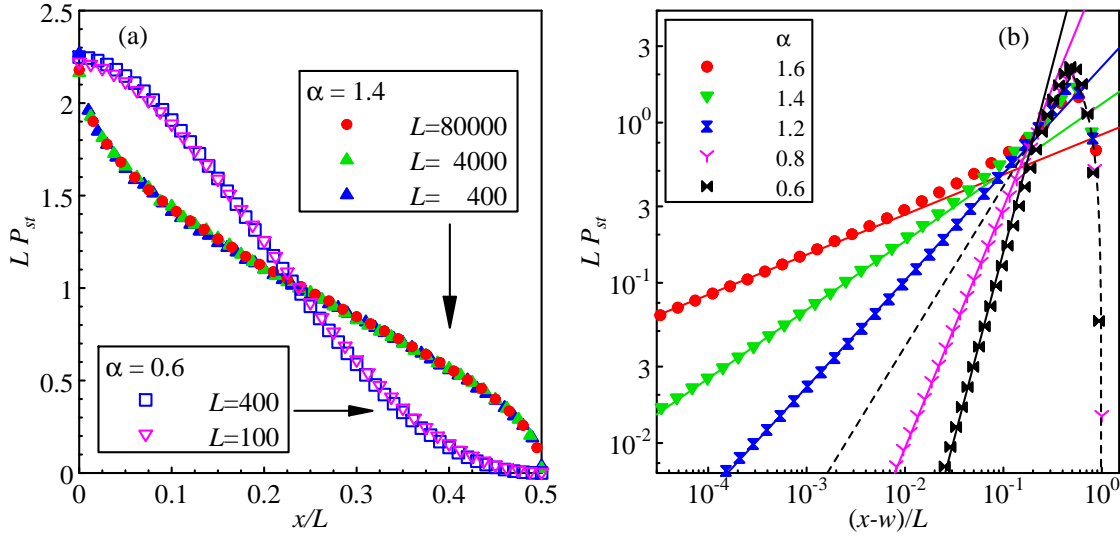 (a)
α = 1.4
L=80000
L= 4000
L= 400
α = 0.6
L=400
L=100
L P_st
2.5
2
1.5
1
0.5
0
0 0.1 0.2 0.3 0.4 0.5
x/L
(b)
α
1.6
1.4
1.2
0.8
0.6
L P_st
3
10^0
3
10^-1
3
10^-2
10^-4 10^-3 10^-2 10^-1 10^0
(x-w)/L